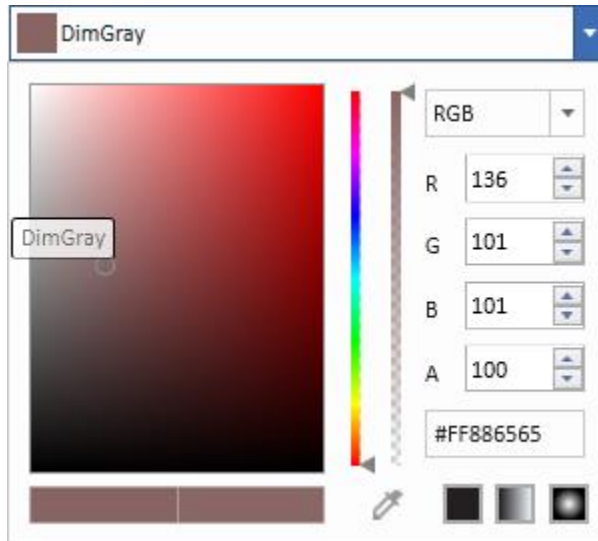 DimGray
RGB
R 136
DimGray
G 101
B 101
A 100
#FF886565